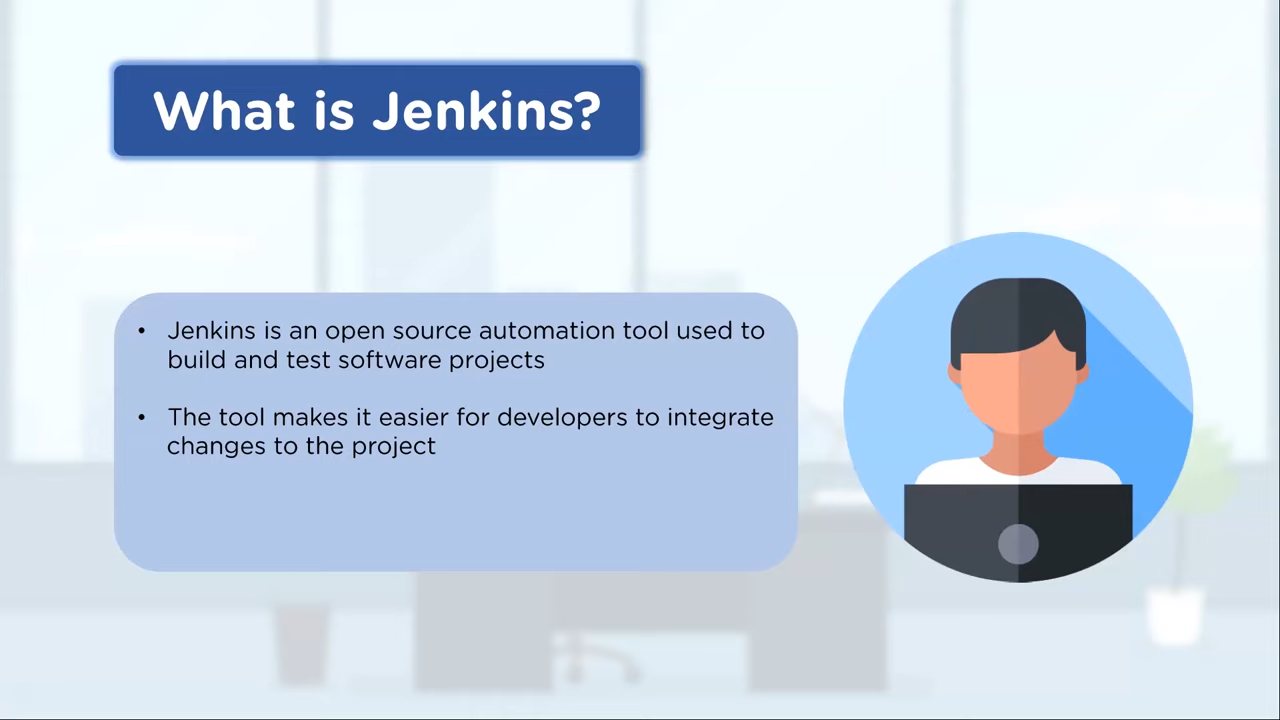 What is Jenkins?
• Jenkins is an open source automation tool used to
build and test software projects
• The tool makes it easier for developers to integrate
changes to the project